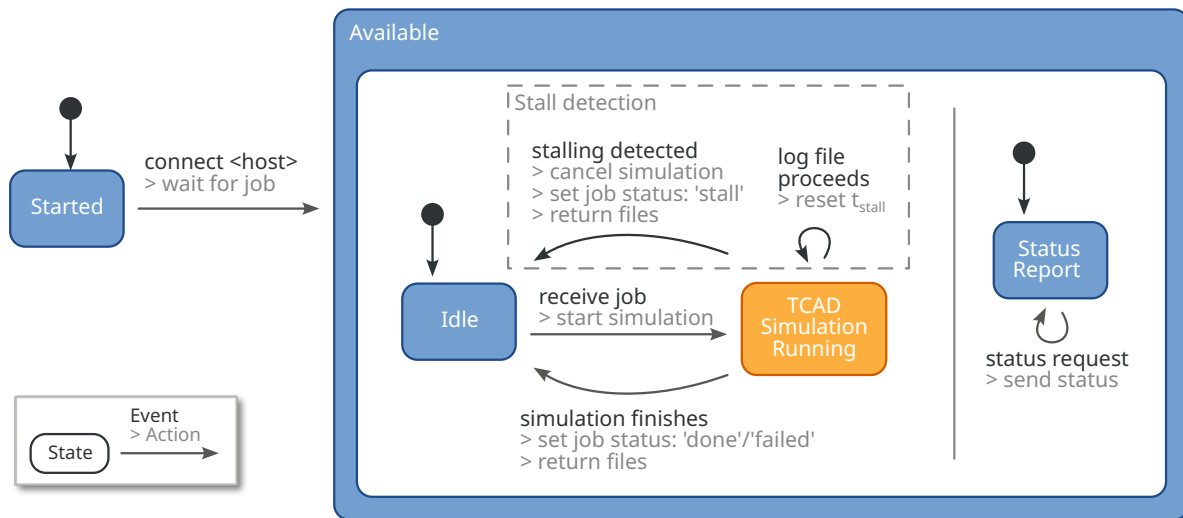 Available
Stall detection
stalling detected
> cancel simulation
> set job status: 'stall'
> return files
log file
proceeds
> reset t_stall
connect <host>
> wait for job
Started
Idle
receive job
> start simulation
TCAD
Simulation
Running
simulation finishes
> set job status: 'done'/'failed'
> return files
Status
Report
status request
> send status
Event
> Action
State